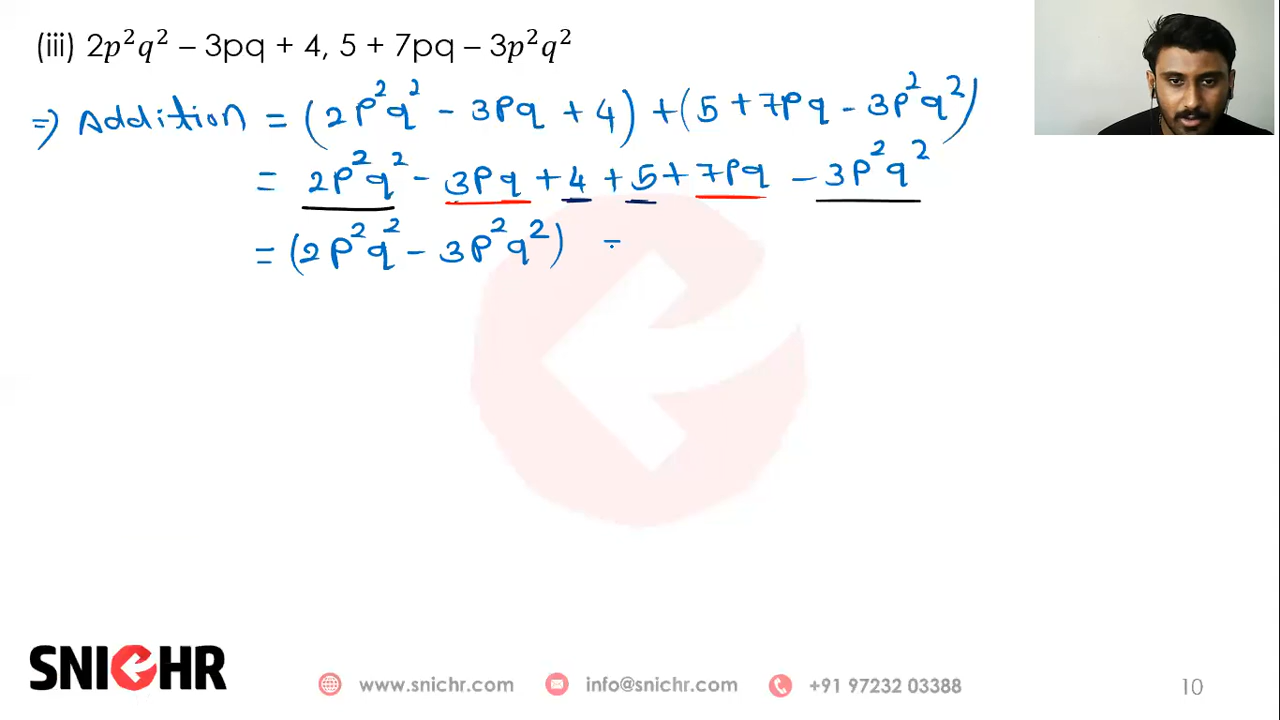 (iii) 2p²q² – 3pq + 4, 5 + 7pq – 3p²q²
⇒ Addition = (2p²q² - 3pq + 4) + (5 + 7pq - 3p²q²)
= 2p²q² - 3pq + 4 + 5 + 7pq - 3p²q²
= (2p²q² - 3p²q²)
SNICHR
www.snichr.com info@snichr.com +91 97232 03388 10